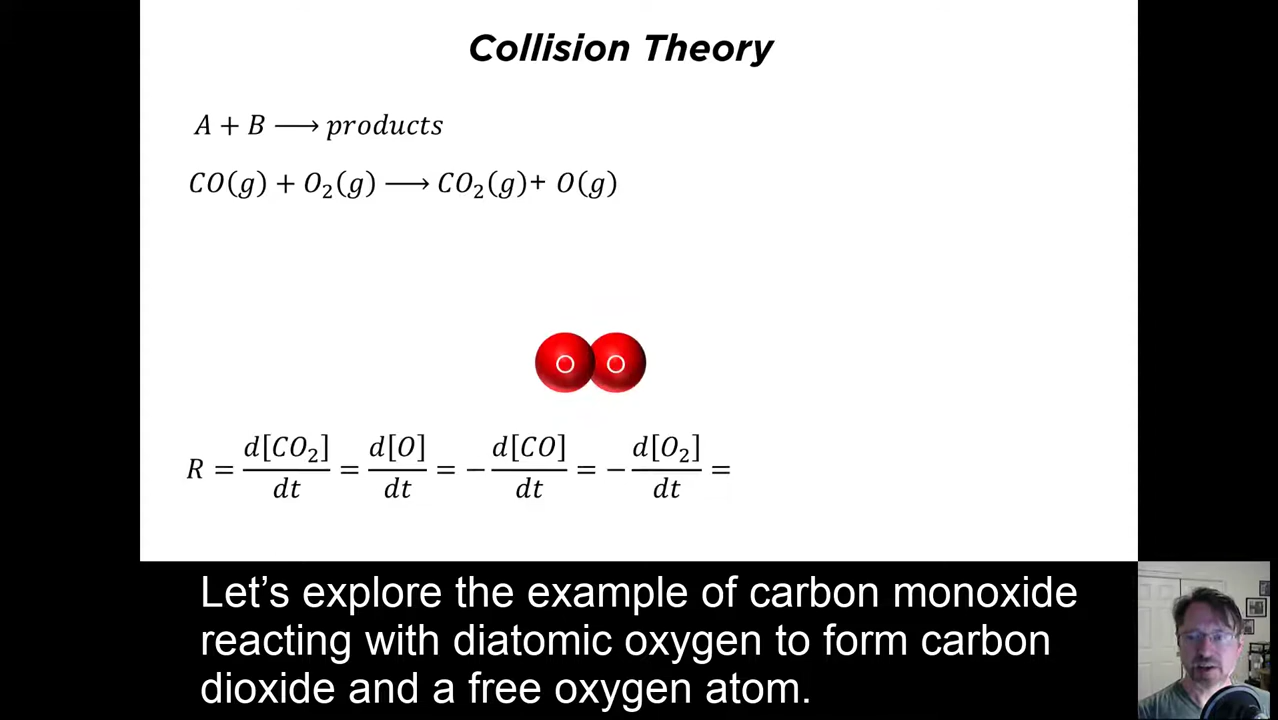 Collision Theory
A + B ⟶ products
CO(g) + O₂(g) ⟶ CO₂(g)+ O(g)
O O
R = d[CO₂]/dt = d[O]/dt = − d[CO]/dt = − d[O₂]/dt =
Let’s explore the example of carbon monoxide
reacting with diatomic oxygen to form carbon
dioxide and a free oxygen atom.